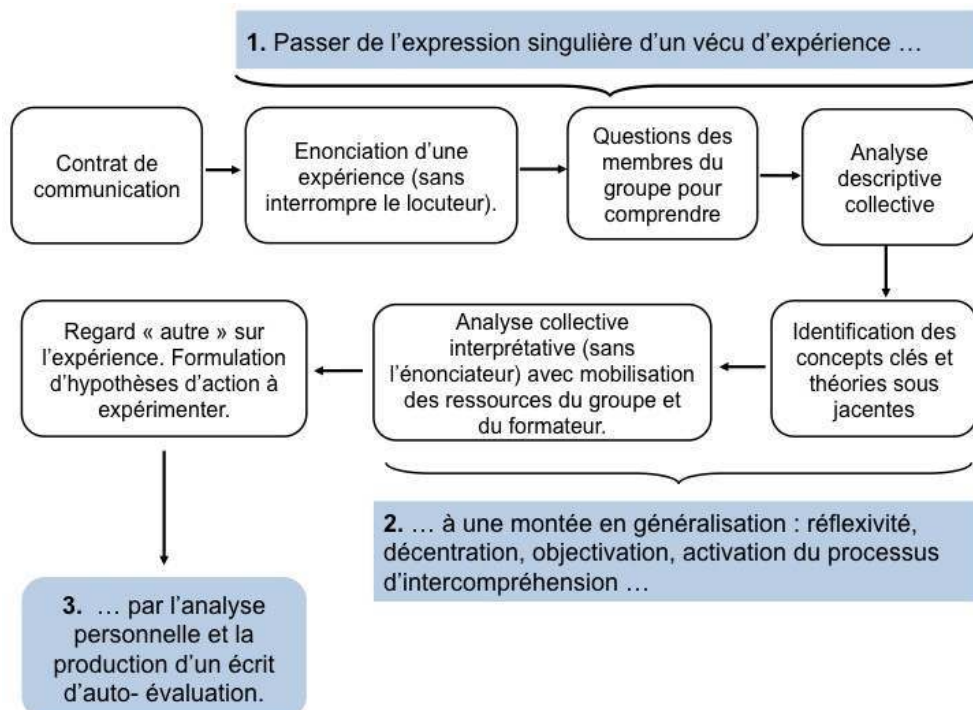 1. Passer de l'expression singulière d'un vécu d'expérience …
Contrat de
communication
Enonciation d'une
expérience (sans
interrompre le locuteur).
Questions des
membres du
groupe pour
comprendre
Analyse
descriptive
collective
Identification des
concepts clés et
théories sous
jacentes
Analyse collective
interprétative (sans
l'énonciateur) avec mobilisation
des ressources du groupe et
du formateur.
Regard « autre » sur
l'expérience. Formulation
d'hypothèses d'action à
expérimenter.
2. … à une montée en généralisation : réflexivité,
décentration, objectivation, activation du processus
d'intercompréhension …
3. … par l'analyse
personnelle et la
production d'un écrit
d'auto- évaluation.